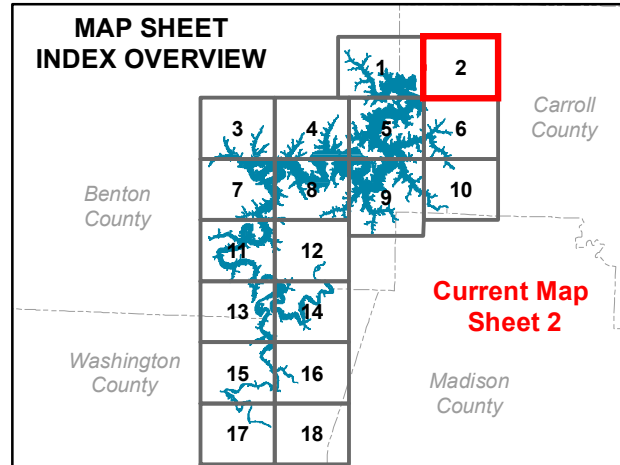 MAP SHEET
INDEX OVERVIEW
1
2
Carroll
County
3
4
5
6
Benton
County
7
8
9
10
11
12
Current Map
Sheet 2
13
14
Washington
County
15
16
Madison
County
17
18